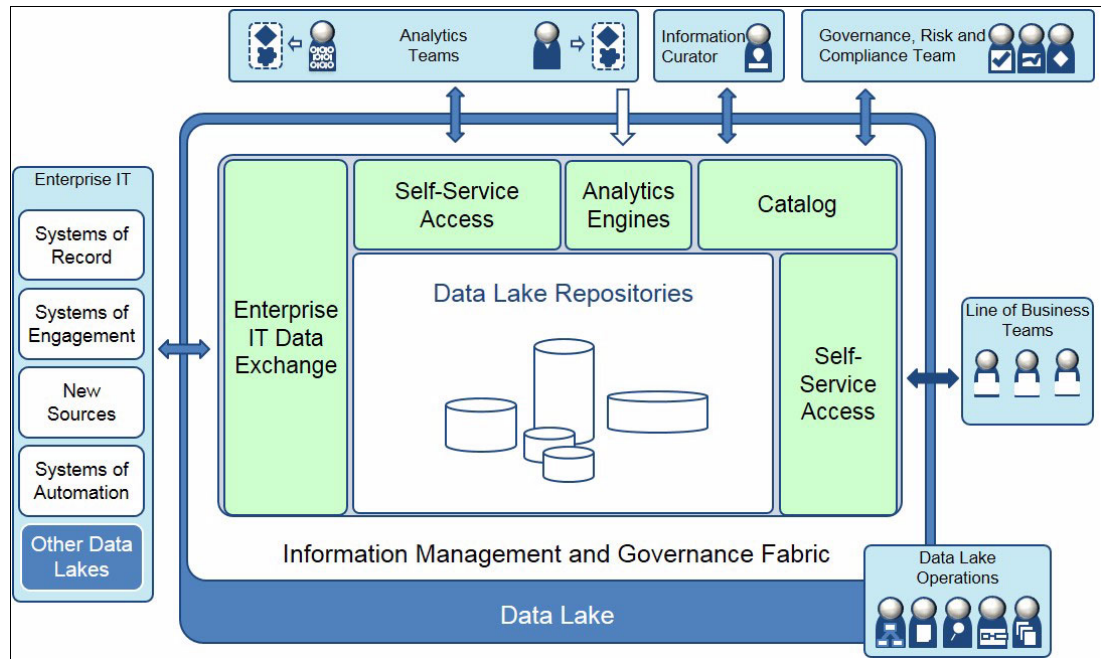 Analytics
Teams
Information
Curator
Governance, Risk and
Compliance Team
Enterprise IT
Systems of
Record
Systems of
Engagement
New
Sources
Systems of
Automation
Other Data
Lakes
Enterprise
IT Data
Exchange
Self-Service
Access
Analytics
Engines
Catalog
Data Lake Repositories
Self-
Service
Access
Line of Business
Teams
Information Management and Governance Fabric
Data Lake
Data Lake
Operations